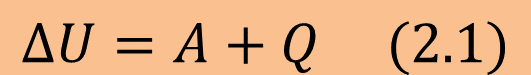 ΔU = A + Q (2.1)